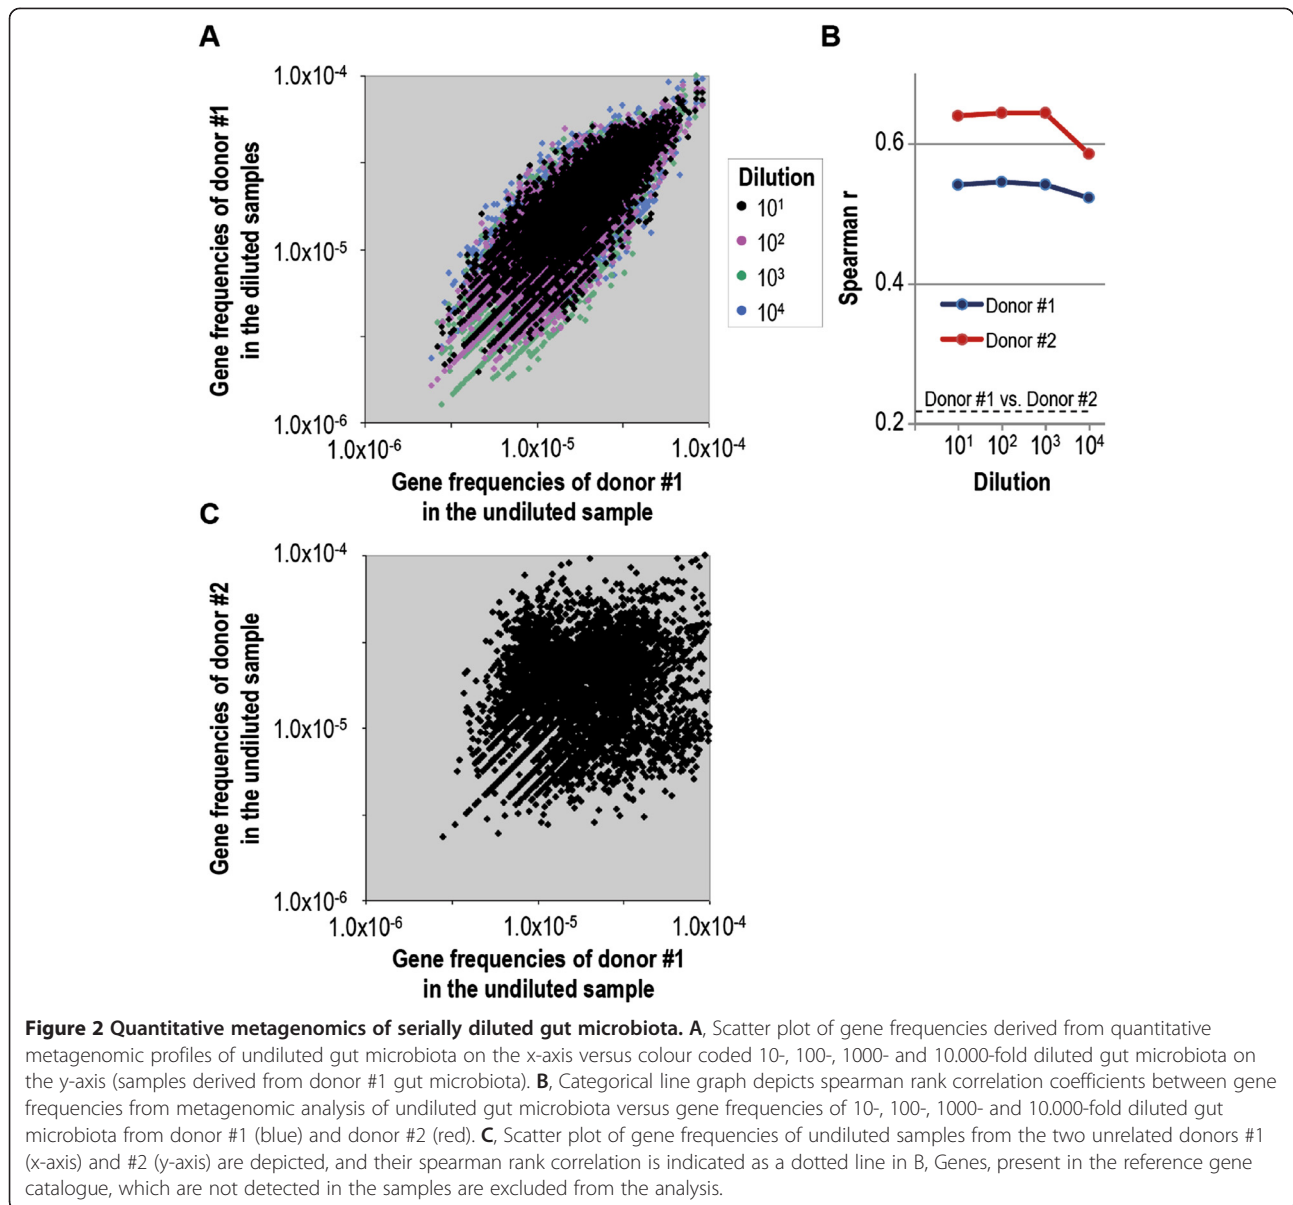 A
1.0x10-4
1.0x10-5
1.0x10-6
Gene frequencies of donor #1
in the diluted samples
1.0x10-6
1.0x10-5
1.0x10-4
Gene frequencies of donor #1
in the undiluted sample
Dilution
10¹
10²
10³
10⁴
B
0.6
0.4
0.2
Spearman r
Donor #1
Donor #2
Donor #1 vs. Donor #2
10¹ 10² 10³ 10⁴
Dilution
C
1.0x10-4
1.0x10-5
1.0x10-6
Gene frequencies of donor #2
in the undiluted sample
1.0x10-6
1.0x10-5
1.0x10-4
Gene frequencies of donor #1
in the undiluted sample
Figure 2 Quantitative metagenomics of serially diluted gut microbiota. A, Scatter plot of gene frequencies derived from quantitative
metagenomic profiles of undiluted gut microbiota on the x-axis versus colour coded 10-, 100-, 1000- and 10.000-fold diluted gut microbiota on
the y-axis (samples derived from donor #1 gut microbiota). B, Categorical line graph depicts spearman rank correlation coefficients between gene
frequencies from metagenomic analysis of undiluted gut microbiota versus gene frequencies of 10-, 100-, 1000- and 10.000-fold diluted gut
microbiota from donor #1 (blue) and donor #2 (red). C, Scatter plot of gene frequencies of undiluted samples from the two unrelated donors #1
(x-axis) and #2 (y-axis) are depicted, and their spearman rank correlation is indicated as a dotted line in B, Genes, present in the reference gene
catalogue, which are not detected in the samples are excluded from the analysis.